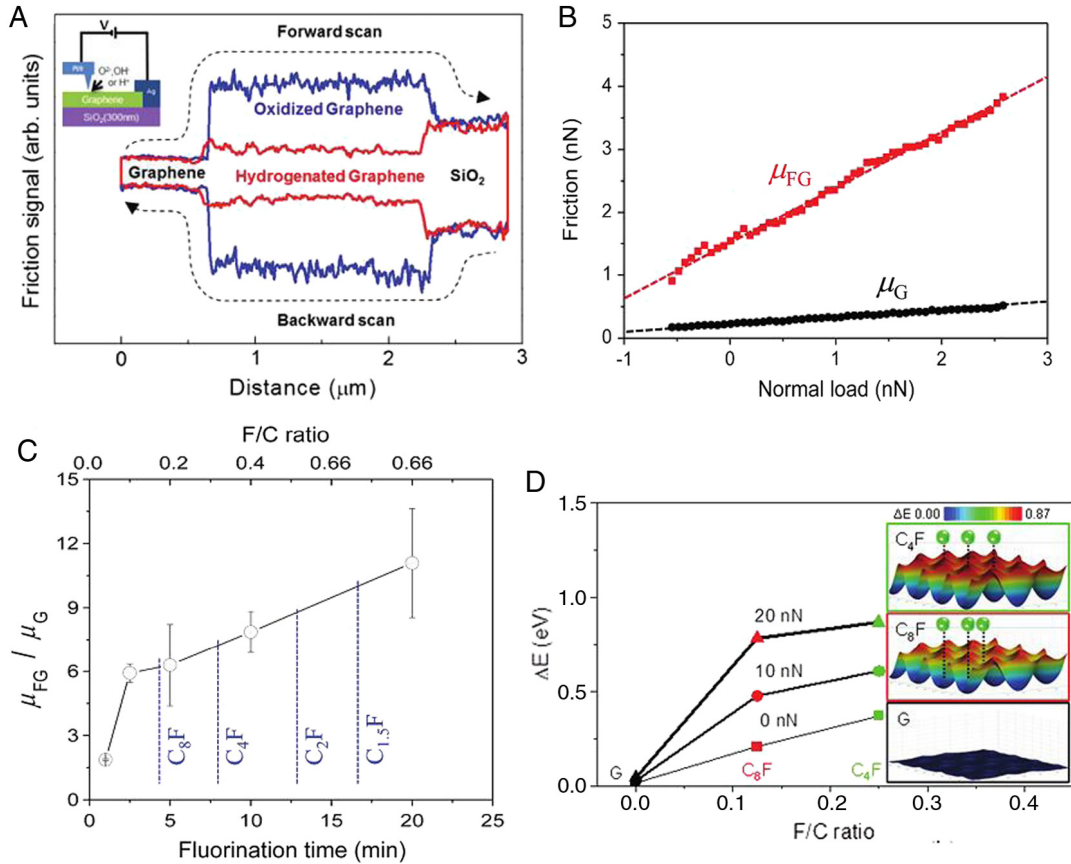 A
V
Pt/Ir
O²⁻,OH⁻
or H⁺
Ag
Graphene
SiO₂(300nm)
Forward scan
Oxidized Graphene
Graphene
Hydrogenated Graphene
SiO₂
Backward scan
Friction signal (arb. units)
0 1 2 3
Distance (μm)
B
Friction (nN)
5
4
3
2
1
0
μFG
μG
-1 0 1 2 3
Normal load (nN)
C
F/C ratio
0.0 0.2 0.4 0.66 0.66
μFG / μG
15
12
9
6
3
0
C₈F
C₄F
C₂F
C₁.₅F
0 5 10 15 20 25
Fluorination time (min)
D
ΔE (eV)
1.5
1.0
0.5
0.0
20 nN
10 nN
0 nN
G
C₈F
C₄F
ΔE 0.00 0.87
C₄F
C₈F
G
0.0 0.1 0.2 0.3 0.4
F/C ratio